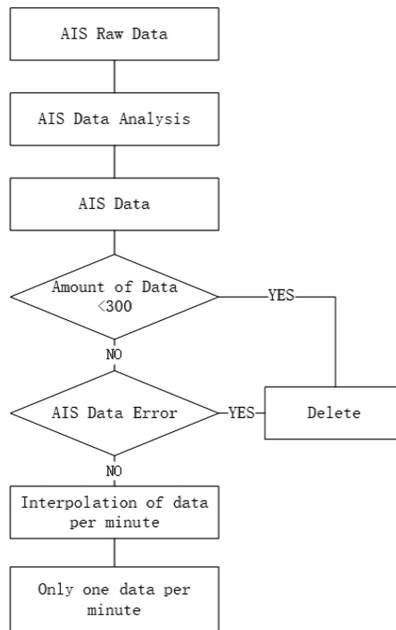 AIS Raw Data
AIS Data Analysis
AIS Data
Amount of Data
<300
YES
NO
AIS Data Error
YES
Delete
NO
Interpolation of data
per minute
Only one data per
minute